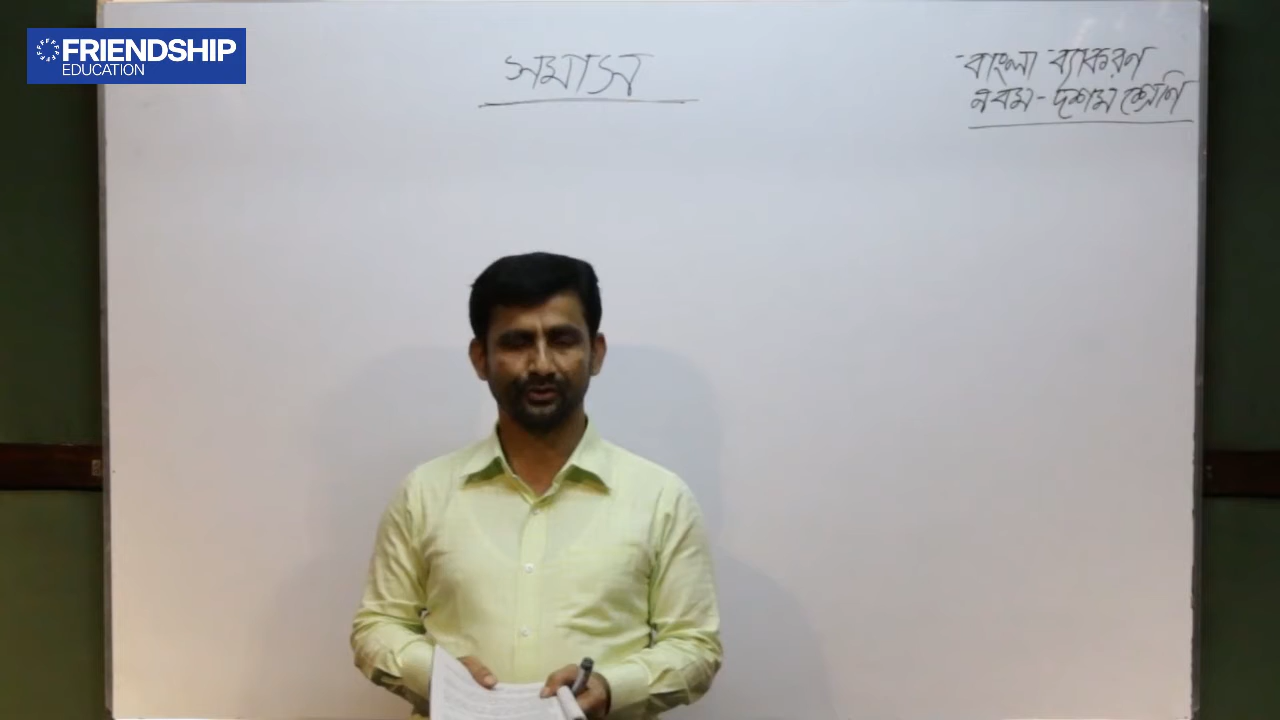 FRIENDSHIP
EDUCATION
সমাস
বাংলা ব্যাকরণ
নবম - দশম শ্রেণি